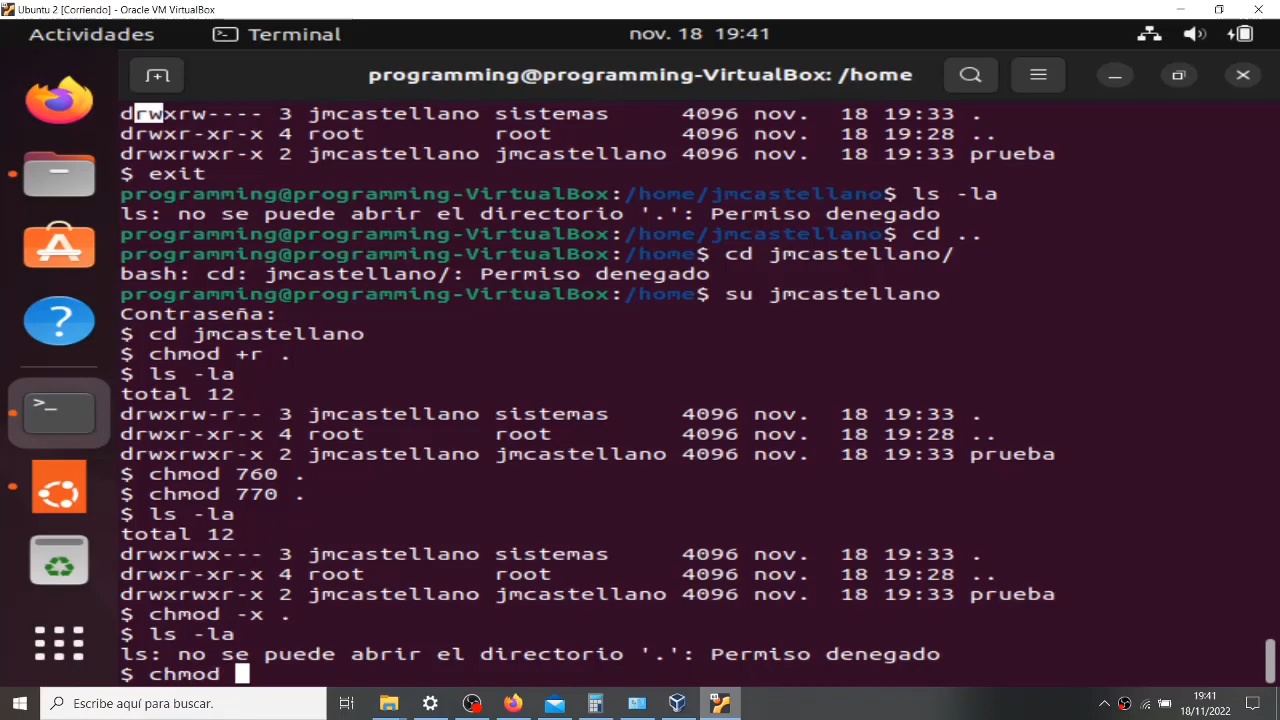 Ubuntu 2 [Corriendo] - Oracle VM VirtualBox
Actividades Terminal nov. 18 19:41
programming@programming-VirtualBox: /home
drwxrw---- 3 jmcastellano sistemas 4096 nov. 18 19:33 .
drwxr-xr-x 4 root root 4096 nov. 18 19:28 ..
drwxrwxr-x 2 jmcastellano jmcastellano 4096 nov. 18 19:33 prueba
$ exit
programming@programming-VirtualBox:/home/jmcastellano$ ls -la
ls: no se puede abrir el directorio '.': Permiso denegado
programming@programming-VirtualBox:/home/jmcastellano$ cd ..
programming@programming-VirtualBox:/home$ cd jmcastellano/
bash: cd: jmcastellano/: Permiso denegado
programming@programming-VirtualBox:/home$ su jmcastellano
Contraseña:
$ cd jmcastellano
$ chmod +r .
$ ls -la
total 12
drwxrw-r-- 3 jmcastellano sistemas 4096 nov. 18 19:33 .
drwxr-xr-x 4 root root 4096 nov. 18 19:28 ..
drwxrwxr-x 2 jmcastellano jmcastellano 4096 nov. 18 19:33 prueba
$ chmod 760 .
$ chmod 770 .
$ ls -la
total 12
drwxrwx--- 3 jmcastellano sistemas 4096 nov. 18 19:33 .
drwxr-xr-x 4 root root 4096 nov. 18 19:28 ..
drwxrwxr-x 2 jmcastellano jmcastellano 4096 nov. 18 19:33 prueba
$ chmod -x .
$ ls -la
ls: no se puede abrir el directorio '.': Permiso denegado
$ chmod
Escribe aquí para buscar.
19:41
18/11/2022